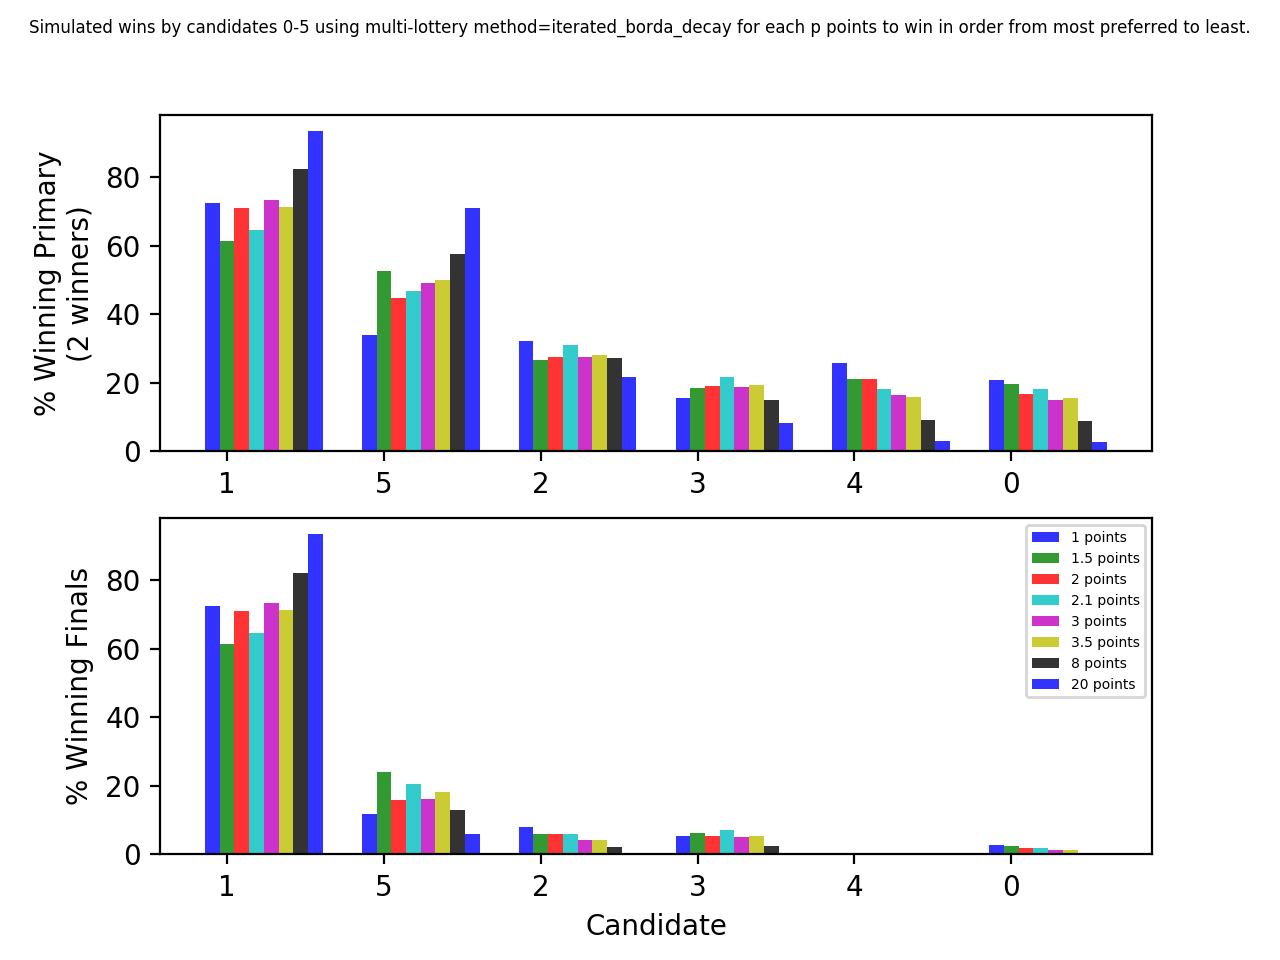 Simulated wins by candidates 0-5 using multi-lottery method=iterated_borda_decay for each p points to win in order from most preferred to least.
% Winning Primary
(2 winners)
80
60
40
20
0
1 5 2 3 4 0
% Winning Finals
80
60
40
20
0
1 points
1.5 points
2 points
2.1 points
3 points
3.5 points
8 points
20 points
1 5 2 3 4 0
Candidate